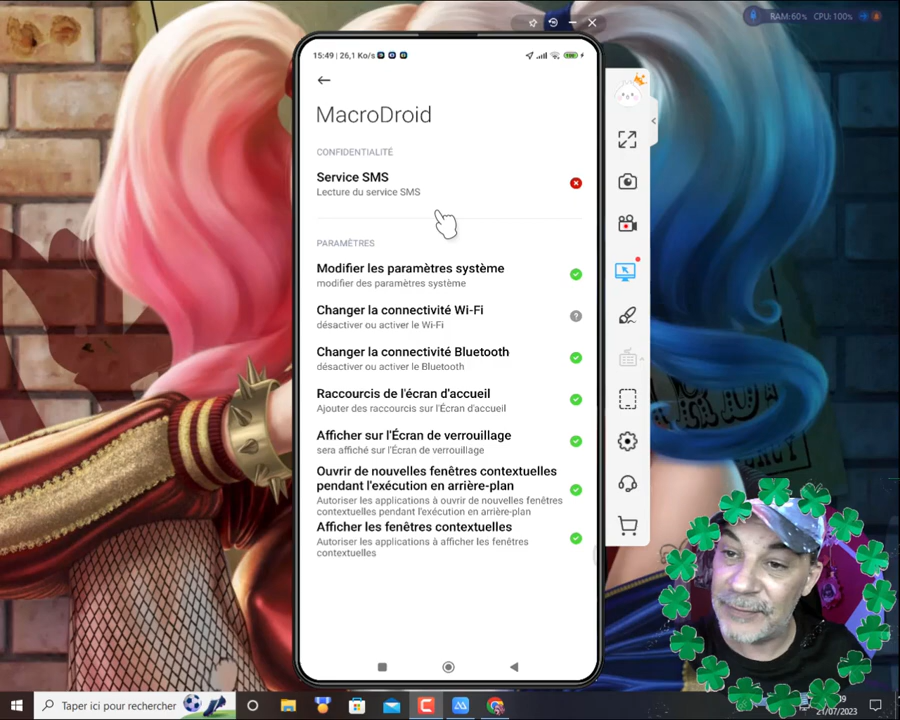 RAM:60% CPU:100%
15:49 | 26,1 Ko/s
MacroDroid
CONFIDENTIALITÉ
Service SMS
Lecture du service SMS
PARAMÈTRES
Modifier les paramètres système
modifier des paramètres système
Changer la connectivité Wi-Fi
désactiver ou activer le Wi-Fi
Changer la connectivité Bluetooth
désactiver ou activer le Bluetooth
Raccourcis de l'écran d'accueil
Ajouter des raccourcis sur l'Écran d'accueil
Afficher sur l'Écran de verrouillage
sera affiché sur l'Écran de verrouillage
Ouvrir de nouvelles fenêtres contextuelles
pendant l'exécution en arrière-plan
Autoriser les applications à ouvrir de nouvelles fenêtres
contextuelles pendant l'exécution en arrière-plan
Afficher les fenêtres contextuelles
Autoriser les applications à afficher les fenêtres
contextuelles
Taper ici pour rechercher
21/07/2023